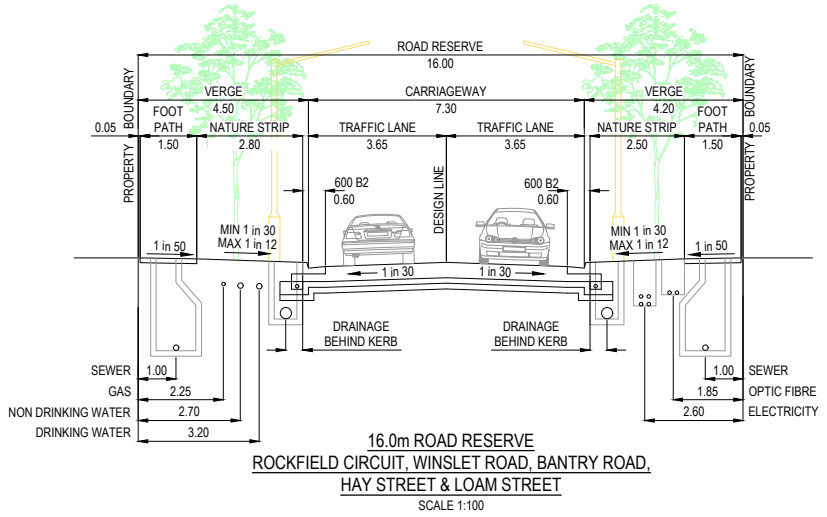 ROAD RESERVE
16.00
VERGE
CARRIAGEWAY
VERGE
4.50
7.30
4.20
PROPERTY BOUNDARY
0.05
FOOT
PATH
1.50
NATURE STRIP
2.80
TRAFFIC LANE
3.65
TRAFFIC LANE
3.65
NATURE STRIP
2.50
FOOT
PATH
1.50
0.05
PROPERTY BOUNDARY
600 B2
0.60
DESIGN LINE
600 B2
0.60
1 in 50
MIN 1 in 30
MAX 1 in 12
1 in 30
1 in 30
MIN 1 in 30
MAX 1 in 12
1 in 50
DRAINAGE
BEHIND KERB
DRAINAGE
BEHIND KERB
SEWER
1.00
GAS
2.25
NON DRINKING WATER
2.70
DRINKING WATER
3.20
1.00
SEWER
1.85
OPTIC FIBRE
2.60
ELECTRICITY
16.0m ROAD RESERVE
ROCKFIELD CIRCUIT, WINSLET ROAD, BANTRY ROAD,
HAY STREET & LOAM STREET
SCALE 1:100